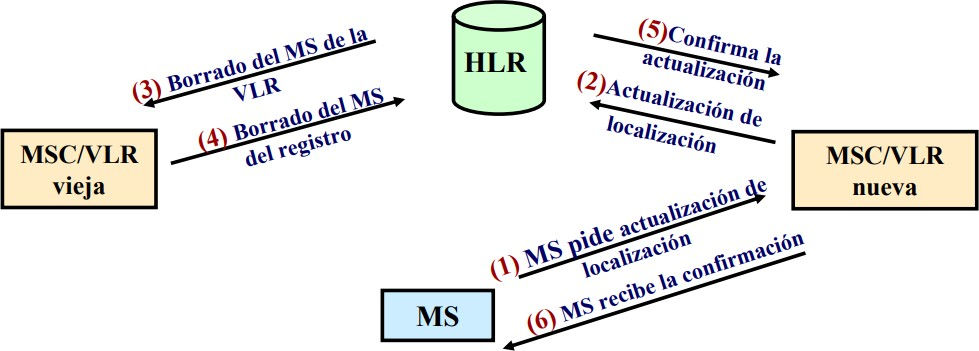 HLR
(5)Confirma la
actualización
(3) Borrado del MS de la
VLR
(2)Actualización de
localización
(4) Borrado del MS
del registro
MSC/VLR
vieja
MSC/VLR
nueva
(1) MS pide actualización de
localización
(6) MS recibe la confirmación
MS